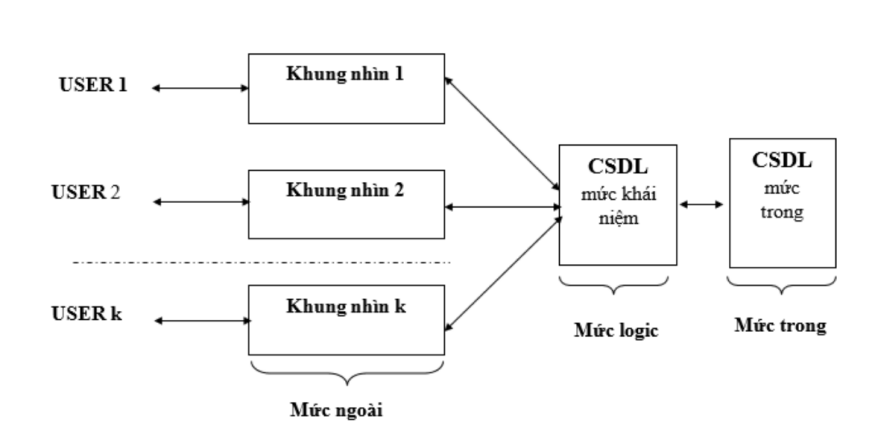 USER 1
Khung nhìn 1
USER 2
Khung nhìn 2
USER k
Khung nhìn k
Mức ngoài
CSDL
mức khái
niệm
Mức logic
CSDL
mức
trong
Mức trong